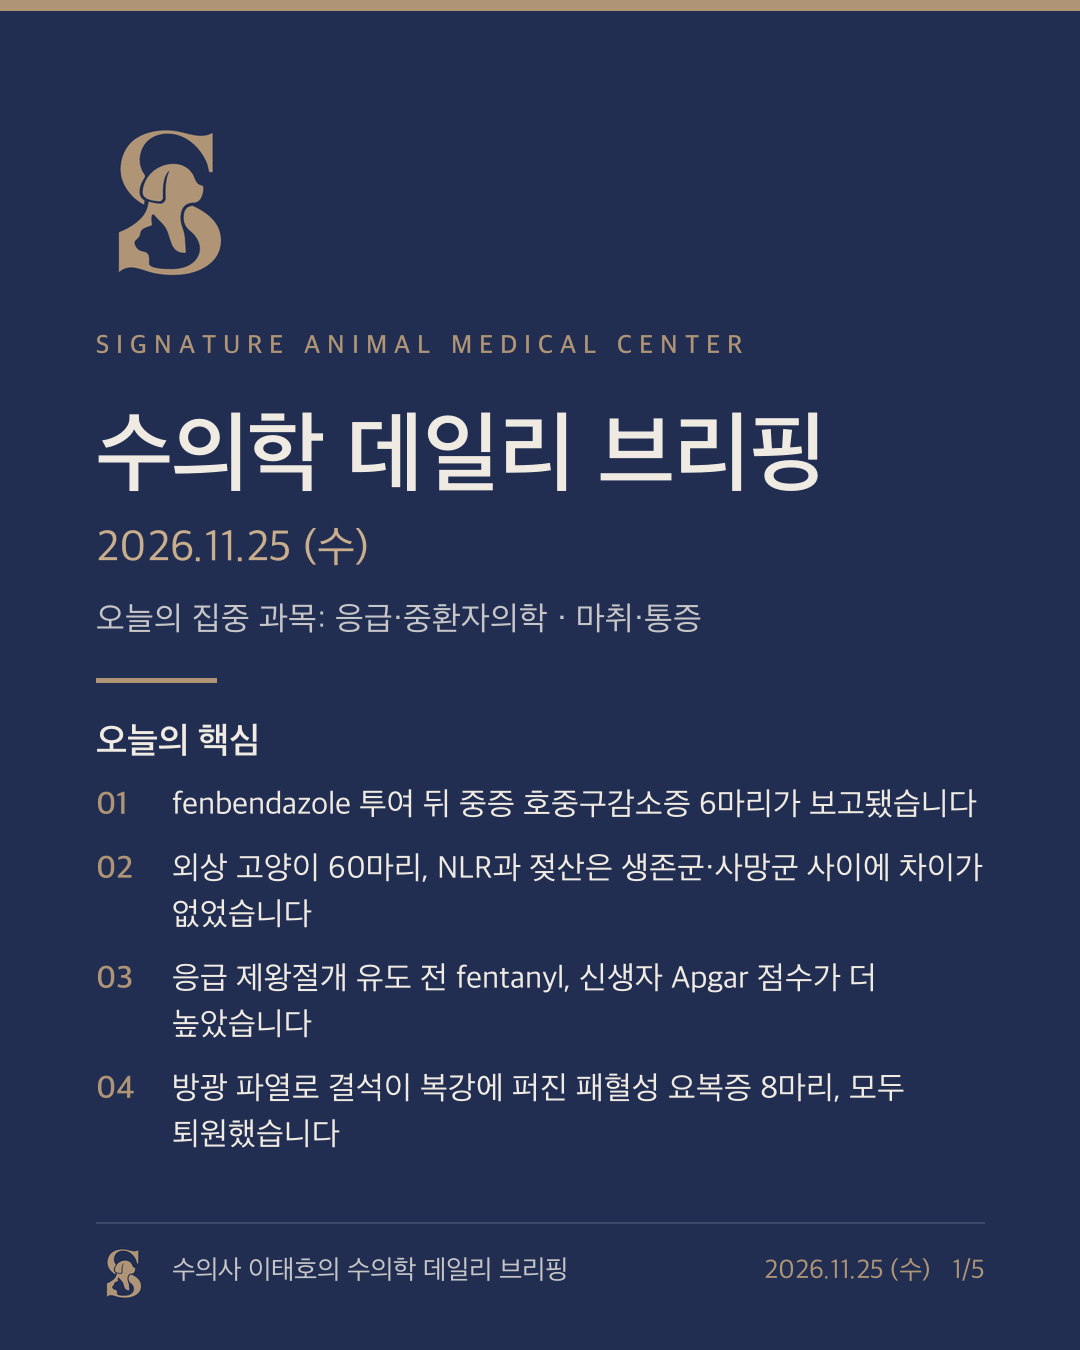 SIGNATURE ANIMAL MEDICAL CENTER
수의학 데일리 브리핑
2026.11.25 (수)
오늘의 집중 과목: 응급·중환자의학 · 마취·통증
오늘의 핵심
01 fenbendazole 투여 뒤 중증 호중구감소증 6마리가 보고됐습니다
02 외상 고양이 60마리, NLR과 젖산은 생존군·사망군 사이에 차이가
없었습니다
03 응급 제왕절개 유도 전 fentanyl, 신생자 Apgar 점수가 더
높았습니다
04 방광 파열로 결석이 복강에 퍼진 패혈성 요복증 8마리, 모두
퇴원했습니다
수의사 이태호의 수의학 데일리 브리핑 2026.11.25 (수) 1/5